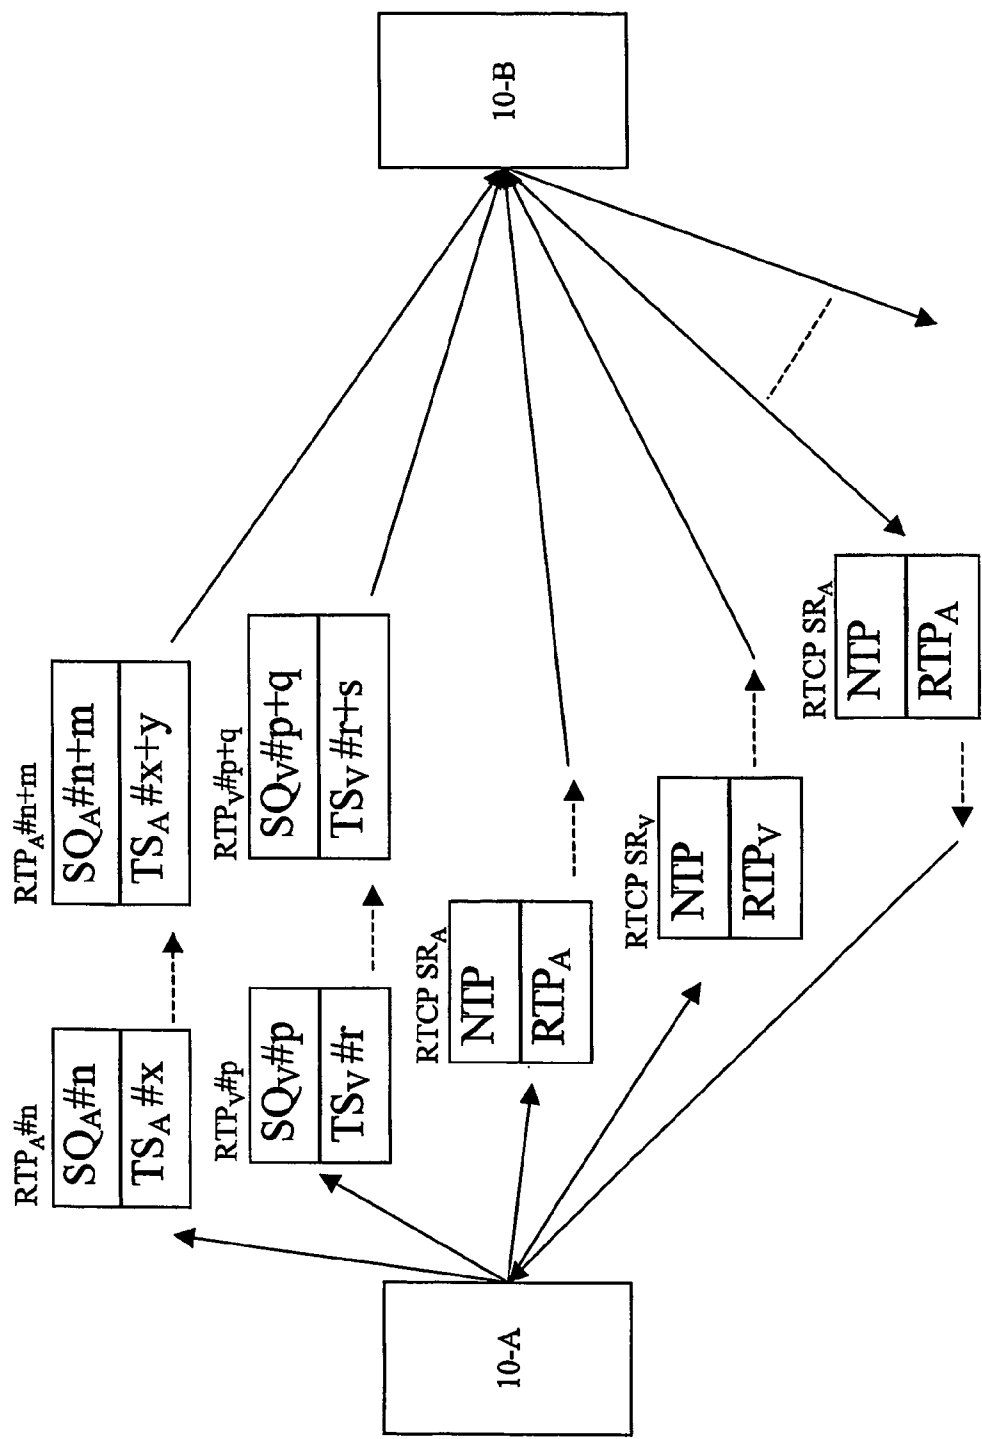 10-A
RTP_A#n
SQ_A#n
TS_A#x
RTP_A#n+m
SQ_A#n+m
TS_A#x+y
RTP_V#p
SQ_V#p
TS_V#r
RTP_V#p+q
SQ_V#p+q
TS_V#r+s
RTCP SR_A
NTP
RTP_A
RTCP SR_V
NTP
RTP_V
RTCP SR_A
NTP
RTP_A
10-B